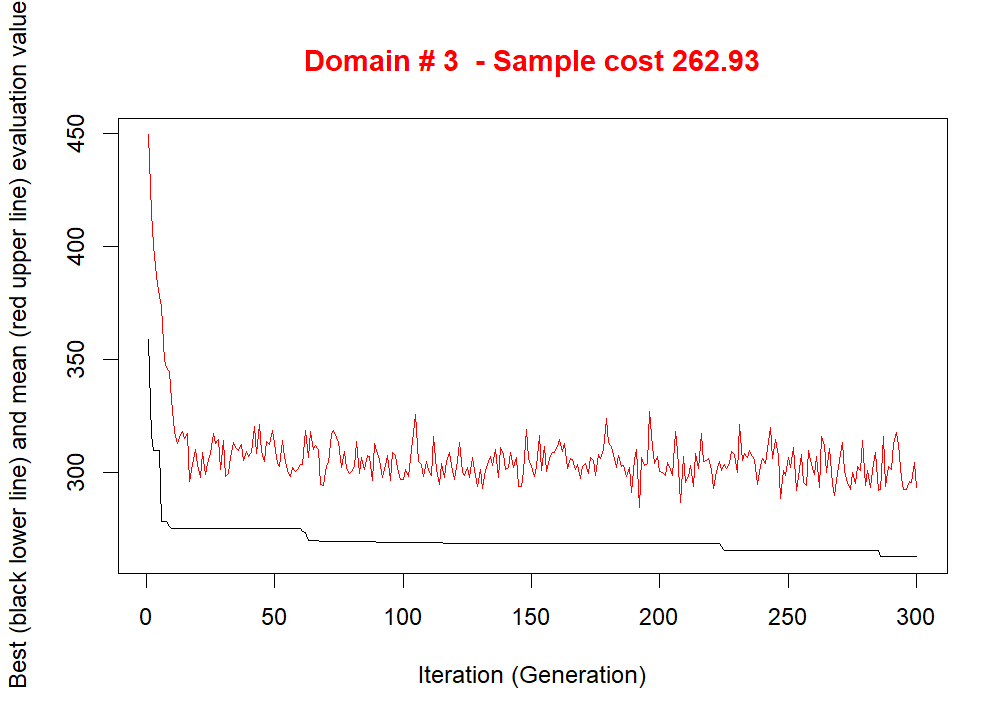 Domain # 3  - Sample cost 262.93
Best (black lower line) and mean (red upper line) evaluation value
450
400
350
300
0 50 100 150 200 250 300
Iteration (Generation)